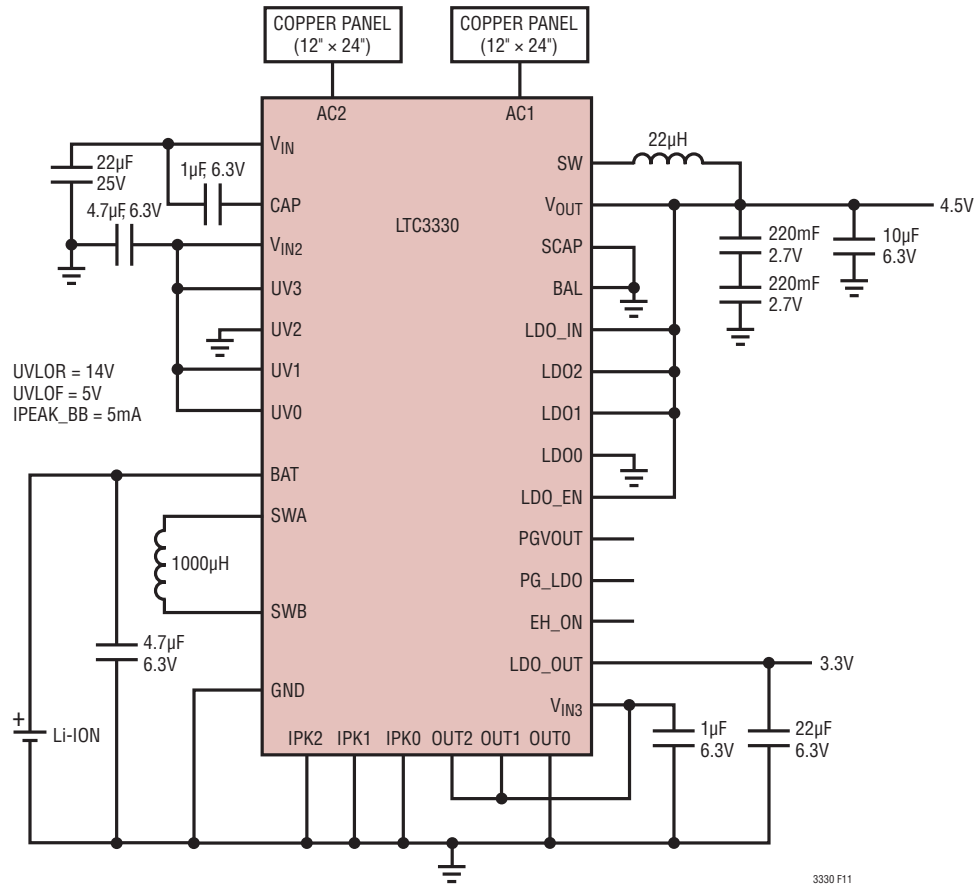 COPPER PANEL
(12" × 24")
COPPER PANEL
(12" × 24")
AC2
AC1
V_IN
CAP
V_IN2
UV3
UV2
UV1
UV0
BAT
SWA
SWB
GND
LTC3330
SW
V_OUT
SCAP
BAL
LDO_IN
LDO2
LDO1
LDO0
LDO_EN
PGVOUT
PG_LDO
EH_ON
LDO_OUT
V_IN3
IPK2 IPK1 IPK0 OUT2 OUT1 OUT0
22µF
25V
1µF, 6.3V
4.7µF, 6.3V
UVLOR = 14V
UVLOF = 5V
IPEAK_BB = 5mA
1000µH
4.7µF
6.3V
+
Li-ION
22µH
4.5V
220mF
2.7V
220mF
2.7V
10µF
6.3V
3.3V
1µF
6.3V
22µF
6.3V
3330 F11